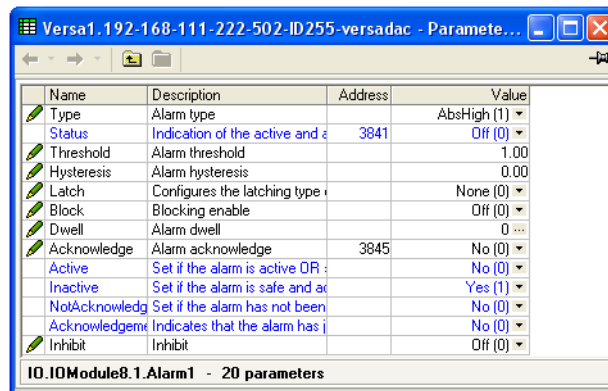 Versa1.192-168-111-222-502-ID255-versadac - Paramete...
Name Description Address Value
Type Alarm type AbsHigh (1)
Status Indication of the active and a 3841 Off (0)
Threshold Alarm threshold 1.00
Hysteresis Alarm hysteresis 0.00
Latch Configures the latching type None (0)
Block Blocking enable Off (0)
Dwell Alarm dwell 0 ...
Acknowledge Alarm acknowledge 3845 No (0)
Active Set if the alarm is active OR No (0)
Inactive Set if the alarm is safe and ac Yes (1)
NotAcknowledg Set if the alarm has not been No (0)
Acknowledgeme Indicates that the alarm has j No (0)
Inhibit Inhibit Off (0)
IO.IOModule8.1.Alarm1 - 20 parameters